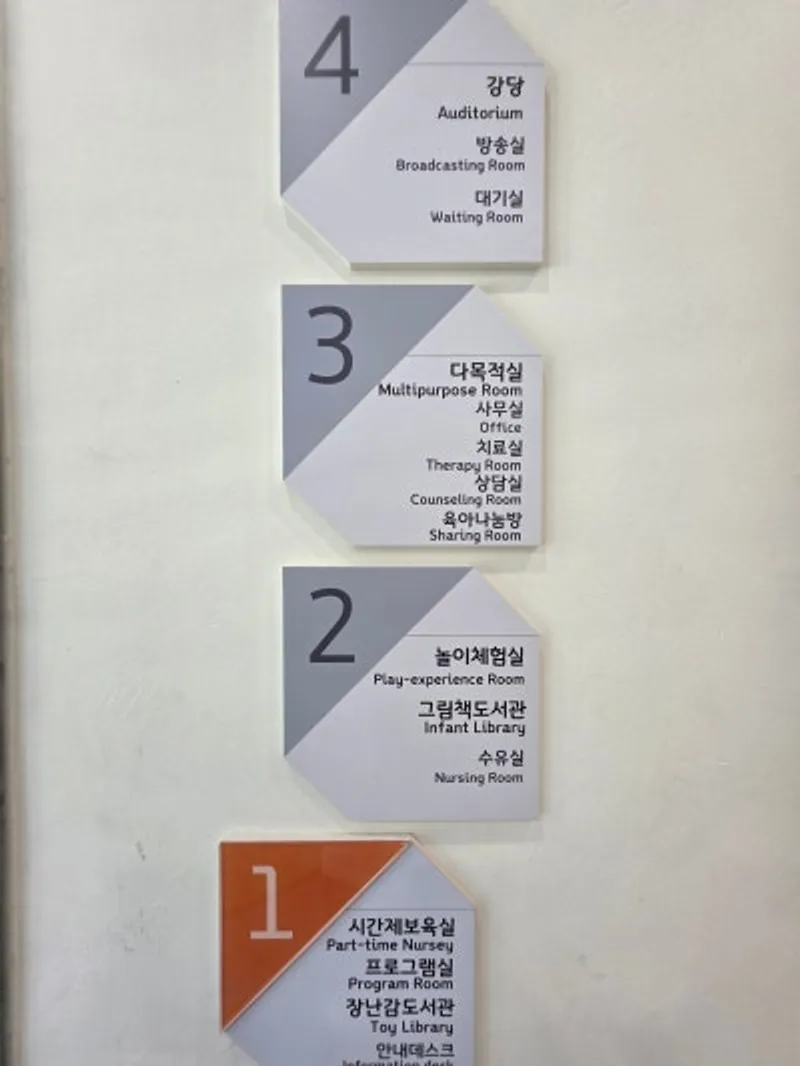 4
강당
Auditorium
방송실
Broadcasting Room
대기실
Waiting Room
3
다목적실
Multipurpose Room
사무실
Office
치료실
Therapy Room
상담실
Counseling Room
육아나눔방
Sharing Room
2
놀이체험실
Play-experience Room
그림책도서관
Infant Library
수유실
Nursing Room
1
시간제보육실
Part-time Nursey
프로그램실
Program Room
장난감도서관
Toy Library
안내데스크
Information desk